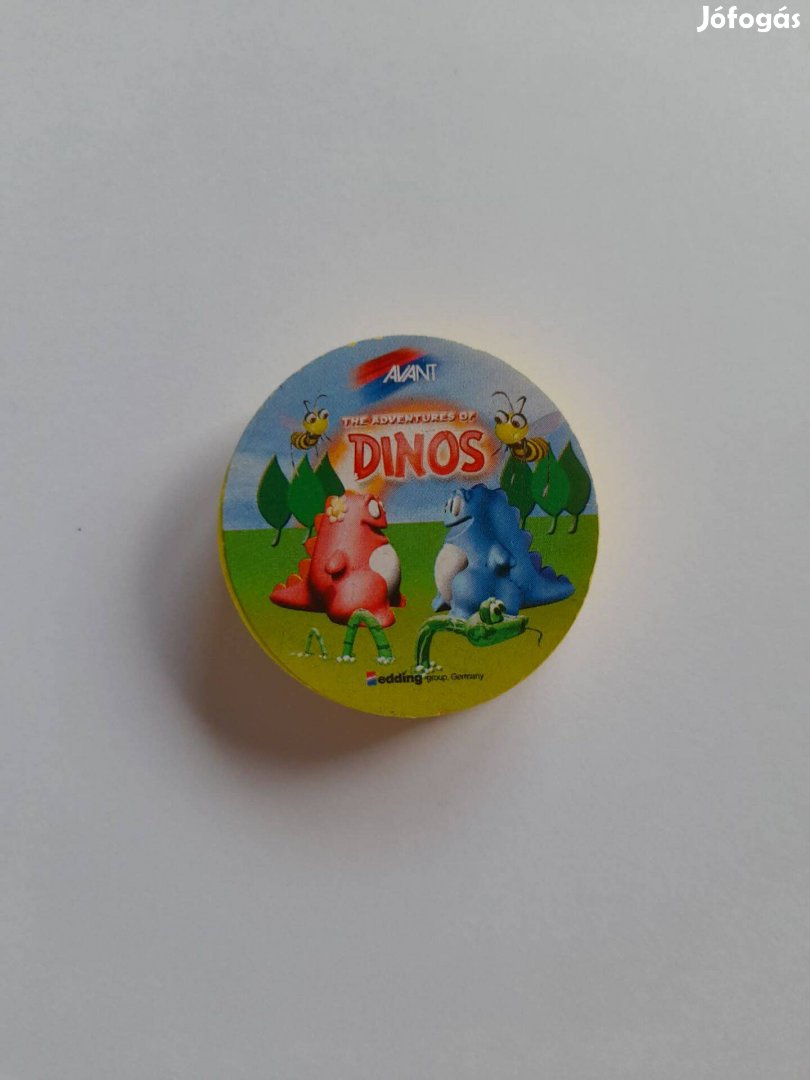 Jófogás
AVANT
THE ADVENTURES OF
DINOS
edding group, Germany